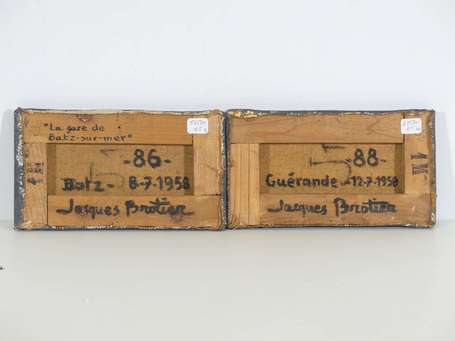 "La gare de
Batz-sur-mer"
-86-
Batz - 8-7-1958
Jacques Brotier
88-
Guérande -12-7-1958
Jacques Brotier